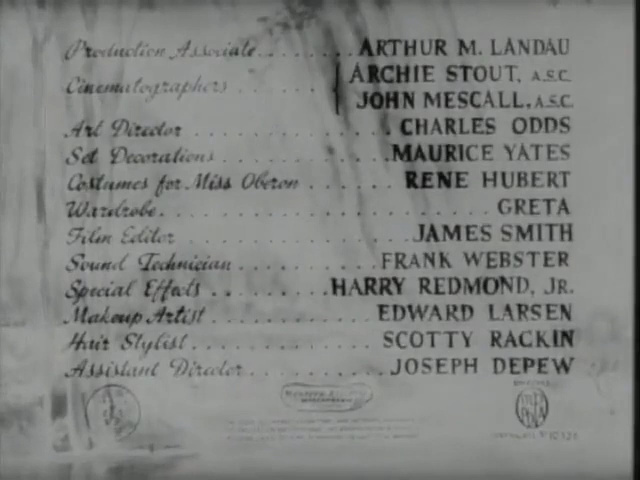 Production Associate.......... ARTHUR M. LANDAU
Cinematographers...... { ARCHIE STOUT, A.S.C.
JOHN MESCALL, A.S.C.
Art Director............... CHARLES ODDS
Set Decorations............. MAURICE YATES
Costumes for Miss Oberon....... RENE HUBERT
Wardrobe......................... GRETA
Film Editor................. JAMES SMITH
Sound Technician........... FRANK WEBSTER
Special Effects......... HARRY REDMOND, JR.
Makeup Artist............. EDWARD LARSEN
Hair Stylist.............. SCOTTY RACKIN
Assistant Director........... JOSEPH DEPEW